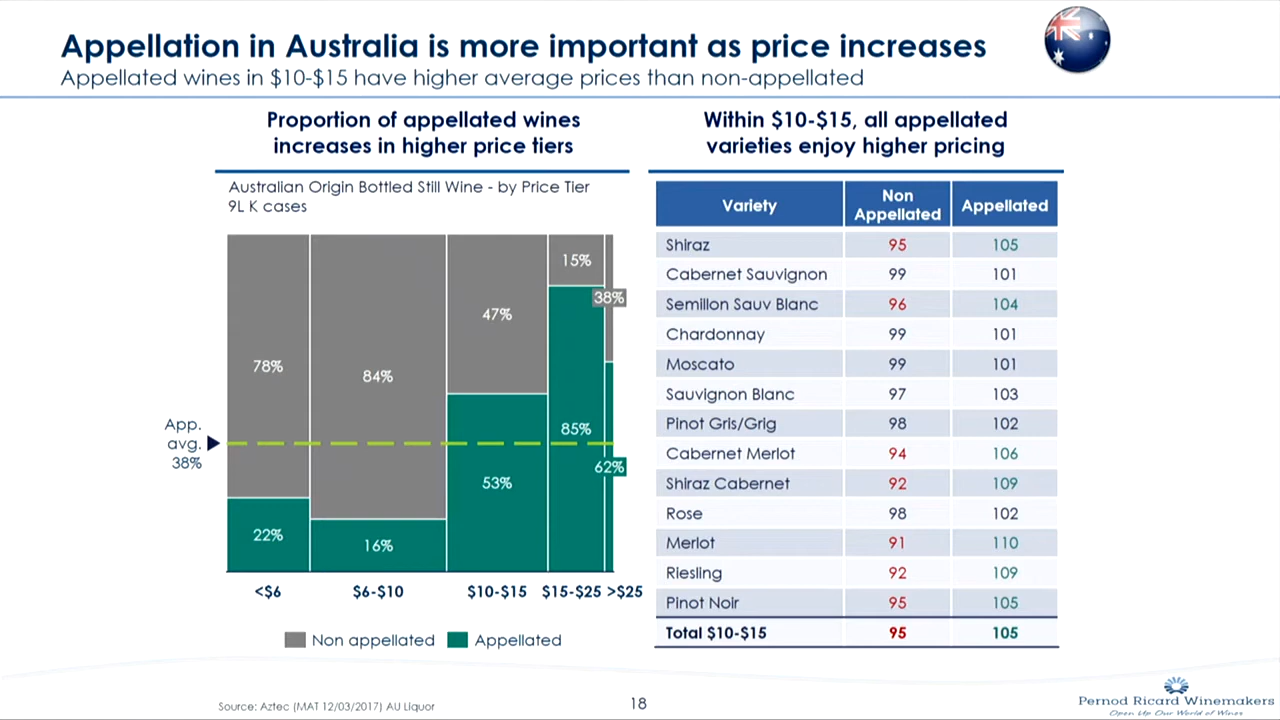 Appellation in Australia is more important as price increases
Appellated wines in $10-$15 have higher average prices than non-appellated
Proportion of appellated wines
increases in higher price tiers
Australian Origin Bottled Still Wine - by Price Tier
9L K cases
78%
84%
47%
15%
38%
App.
avg.
38%
22%
16%
53%
85%
62%
<$6 $6-$10 $10-$15 $15-$25 >$25
Non appellated Appellated
Within $10-$15, all appellated
varieties enjoy higher pricing
Variety Non Appellated Appellated
Shiraz 95 105
Cabernet Sauvignon 99 101
Semillon Sauv Blanc 96 104
Chardonnay 99 101
Moscato 99 101
Sauvignon Blanc 97 103
Pinot Gris/Grig 98 102
Cabernet Merlot 94 106
Shiraz Cabernet 92 109
Rose 98 102
Merlot 91 110
Riesling 92 109
Pinot Noir 95 105
Total $10-$15 95 105
Source: Aztec (MAT 12/03/2017) AU Liquor
18
Pernod Ricard Winemakers
Open Up Our World of Wines